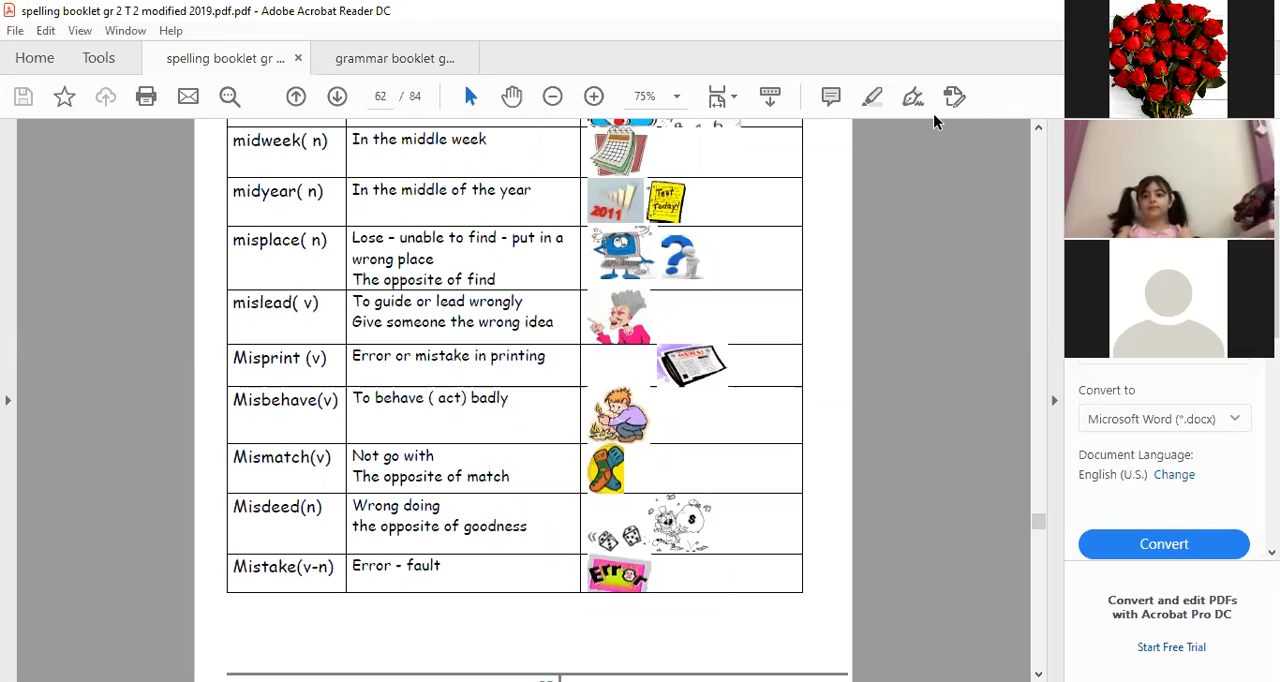 spelling booklet gr 2 T 2 modified 2019.pdf.pdf - Adobe Acrobat Reader DC
File Edit View Window Help
Home Tools spelling booklet gr ... × grammar booklet g...
62 / 84 75%
midweek( n) In the middle week
midyear( n) In the middle of the year
2011 Test Today!
misplace( n) Lose - unable to find - put in a
wrong place
The opposite of find
mislead( v) To guide or lead wrongly
Give someone the wrong idea
Misprint (v) Error or mistake in printing
NEWS!
Misbehave(v) To behave ( act) badly
Mismatch(v) Not go with
The opposite of match
Misdeed(n) Wrong doing
the opposite of goodness
$
Mistake(v-n) Error - fault
Error
Convert to
Microsoft Word (*.docx)
Document Language:
English (U.S.) Change
Convert
Convert and edit PDFs
with Acrobat Pro DC
Start Free Trial